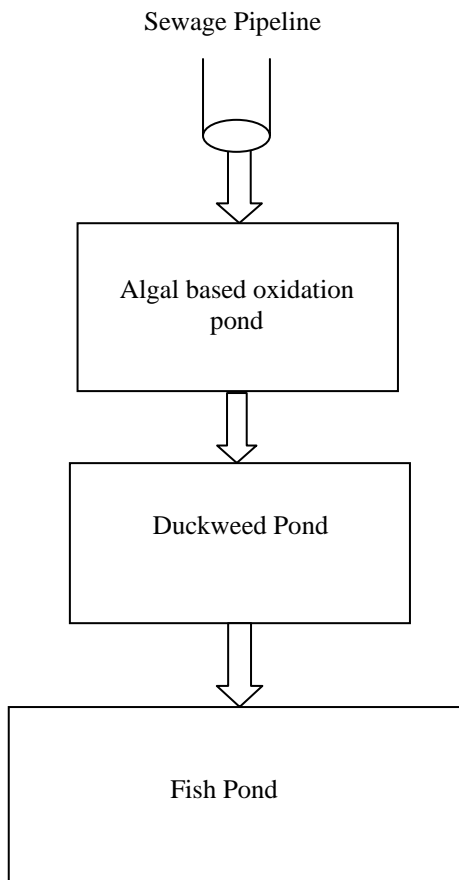 Sewage Pipeline
Algal based oxidation
pond
Duckweed Pond
Fish Pond